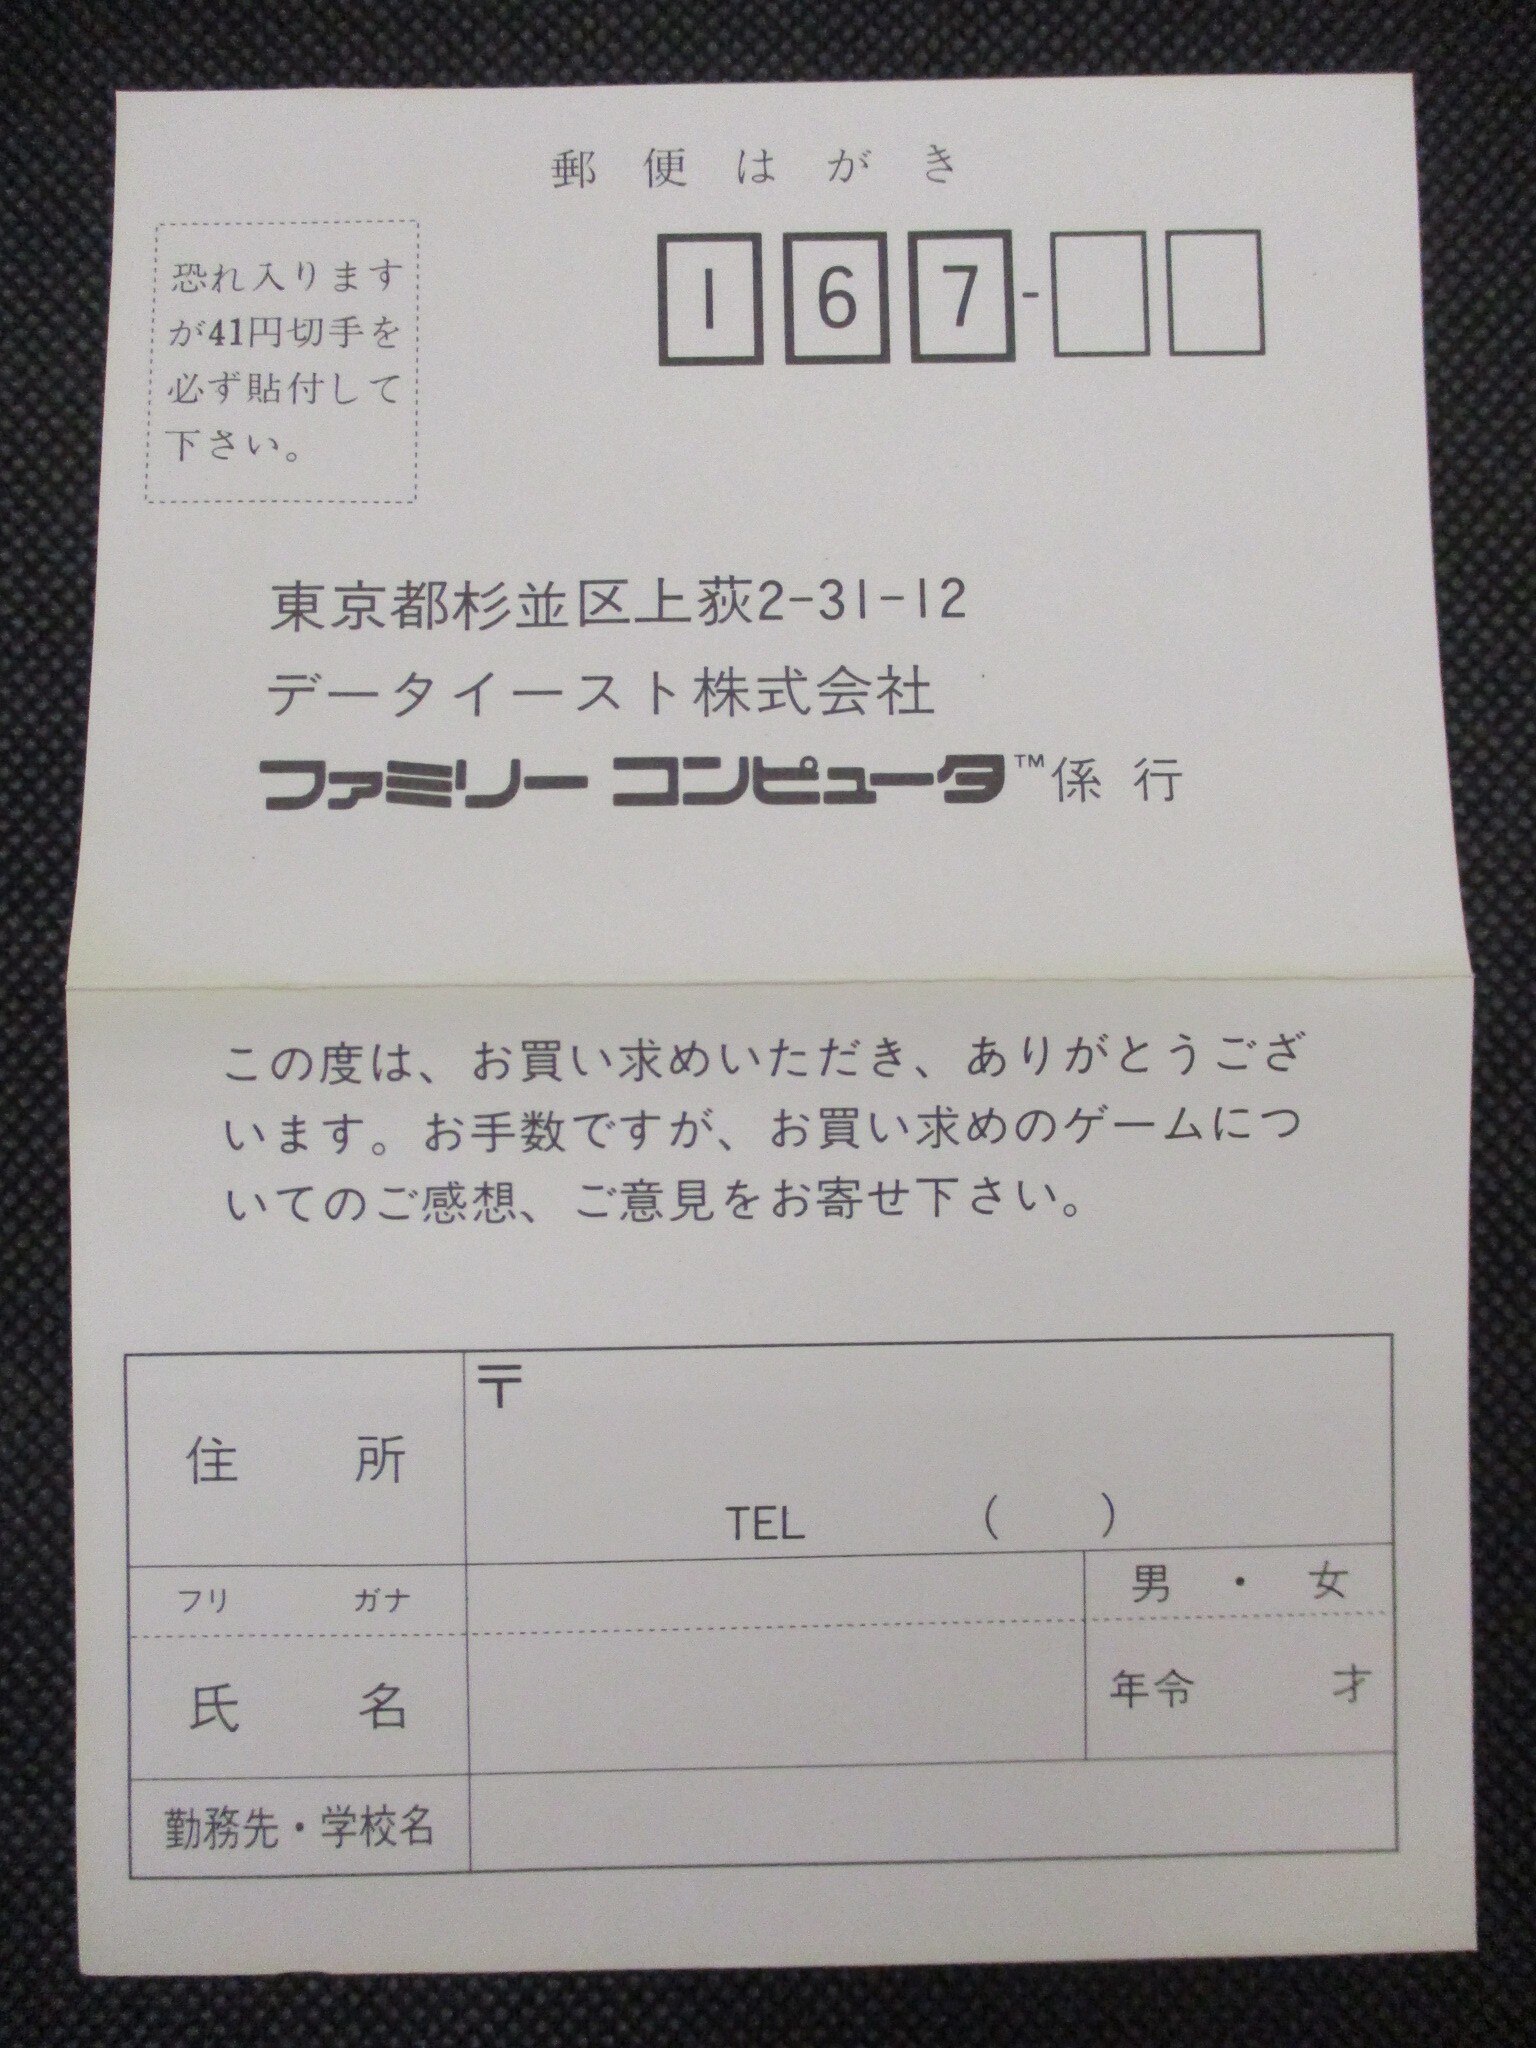 郵便はがき
恐れ入ります
が41円切手を
必ず貼付して
下さい。
167-
東京都杉並区上荻2-31-12
データイースト株式会社
ファミリーコンピュータ™係 行
この度は、お買い求めいただき、ありがとうござ
います。お手数ですが、お買い求めのゲームにつ
いてのご感想、ご意見をお寄せ下さい。
住所
〒
TEL ( )
フリガナ
男・女
氏名
年令 才
勤務先・学校名